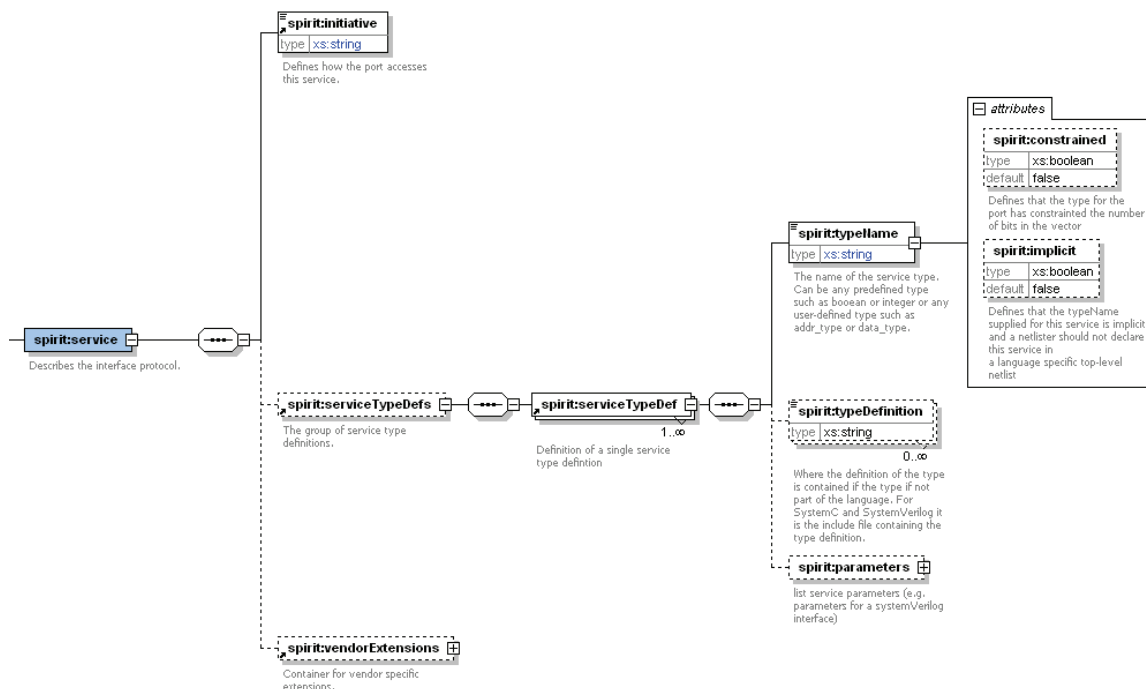 spirit:initiative
type xs:string
Defines how the port accesses
this service.
attributes
spirit:constrained
type xs:boolean
default false
Defines that the type for the
port has constrainted the number
of bits in the vector
spirit:implicit
type xs:boolean
default false
Defines that the typeName
supplied for this service is implicit
and a netlister should not declare
this service in
a language specific top-level
netlist
spirit:typeName
type xs:string
The name of the service type.
Can be any predefined type
such as booean or integer or any
user-defined type such as
addr_type or data_type.
spirit:service
Describes the interface protocol.
spirit:serviceTypeDefs
The group of service type
definitions.
spirit:serviceTypeDef
1..∞
Definition of a single service
type defintion
spirit:typeDefinition
type xs:string
0..∞
Where the definition of the type
is contained if the type if not
part of the language. For
SystemC and SystemVerilog it
is the include file containing the
type definition.
spirit:parameters
list service parameters (e.g.
parameters for a systemVerilog
interface)
spirit:vendorExtensions
Container for vendor specific
extensions.